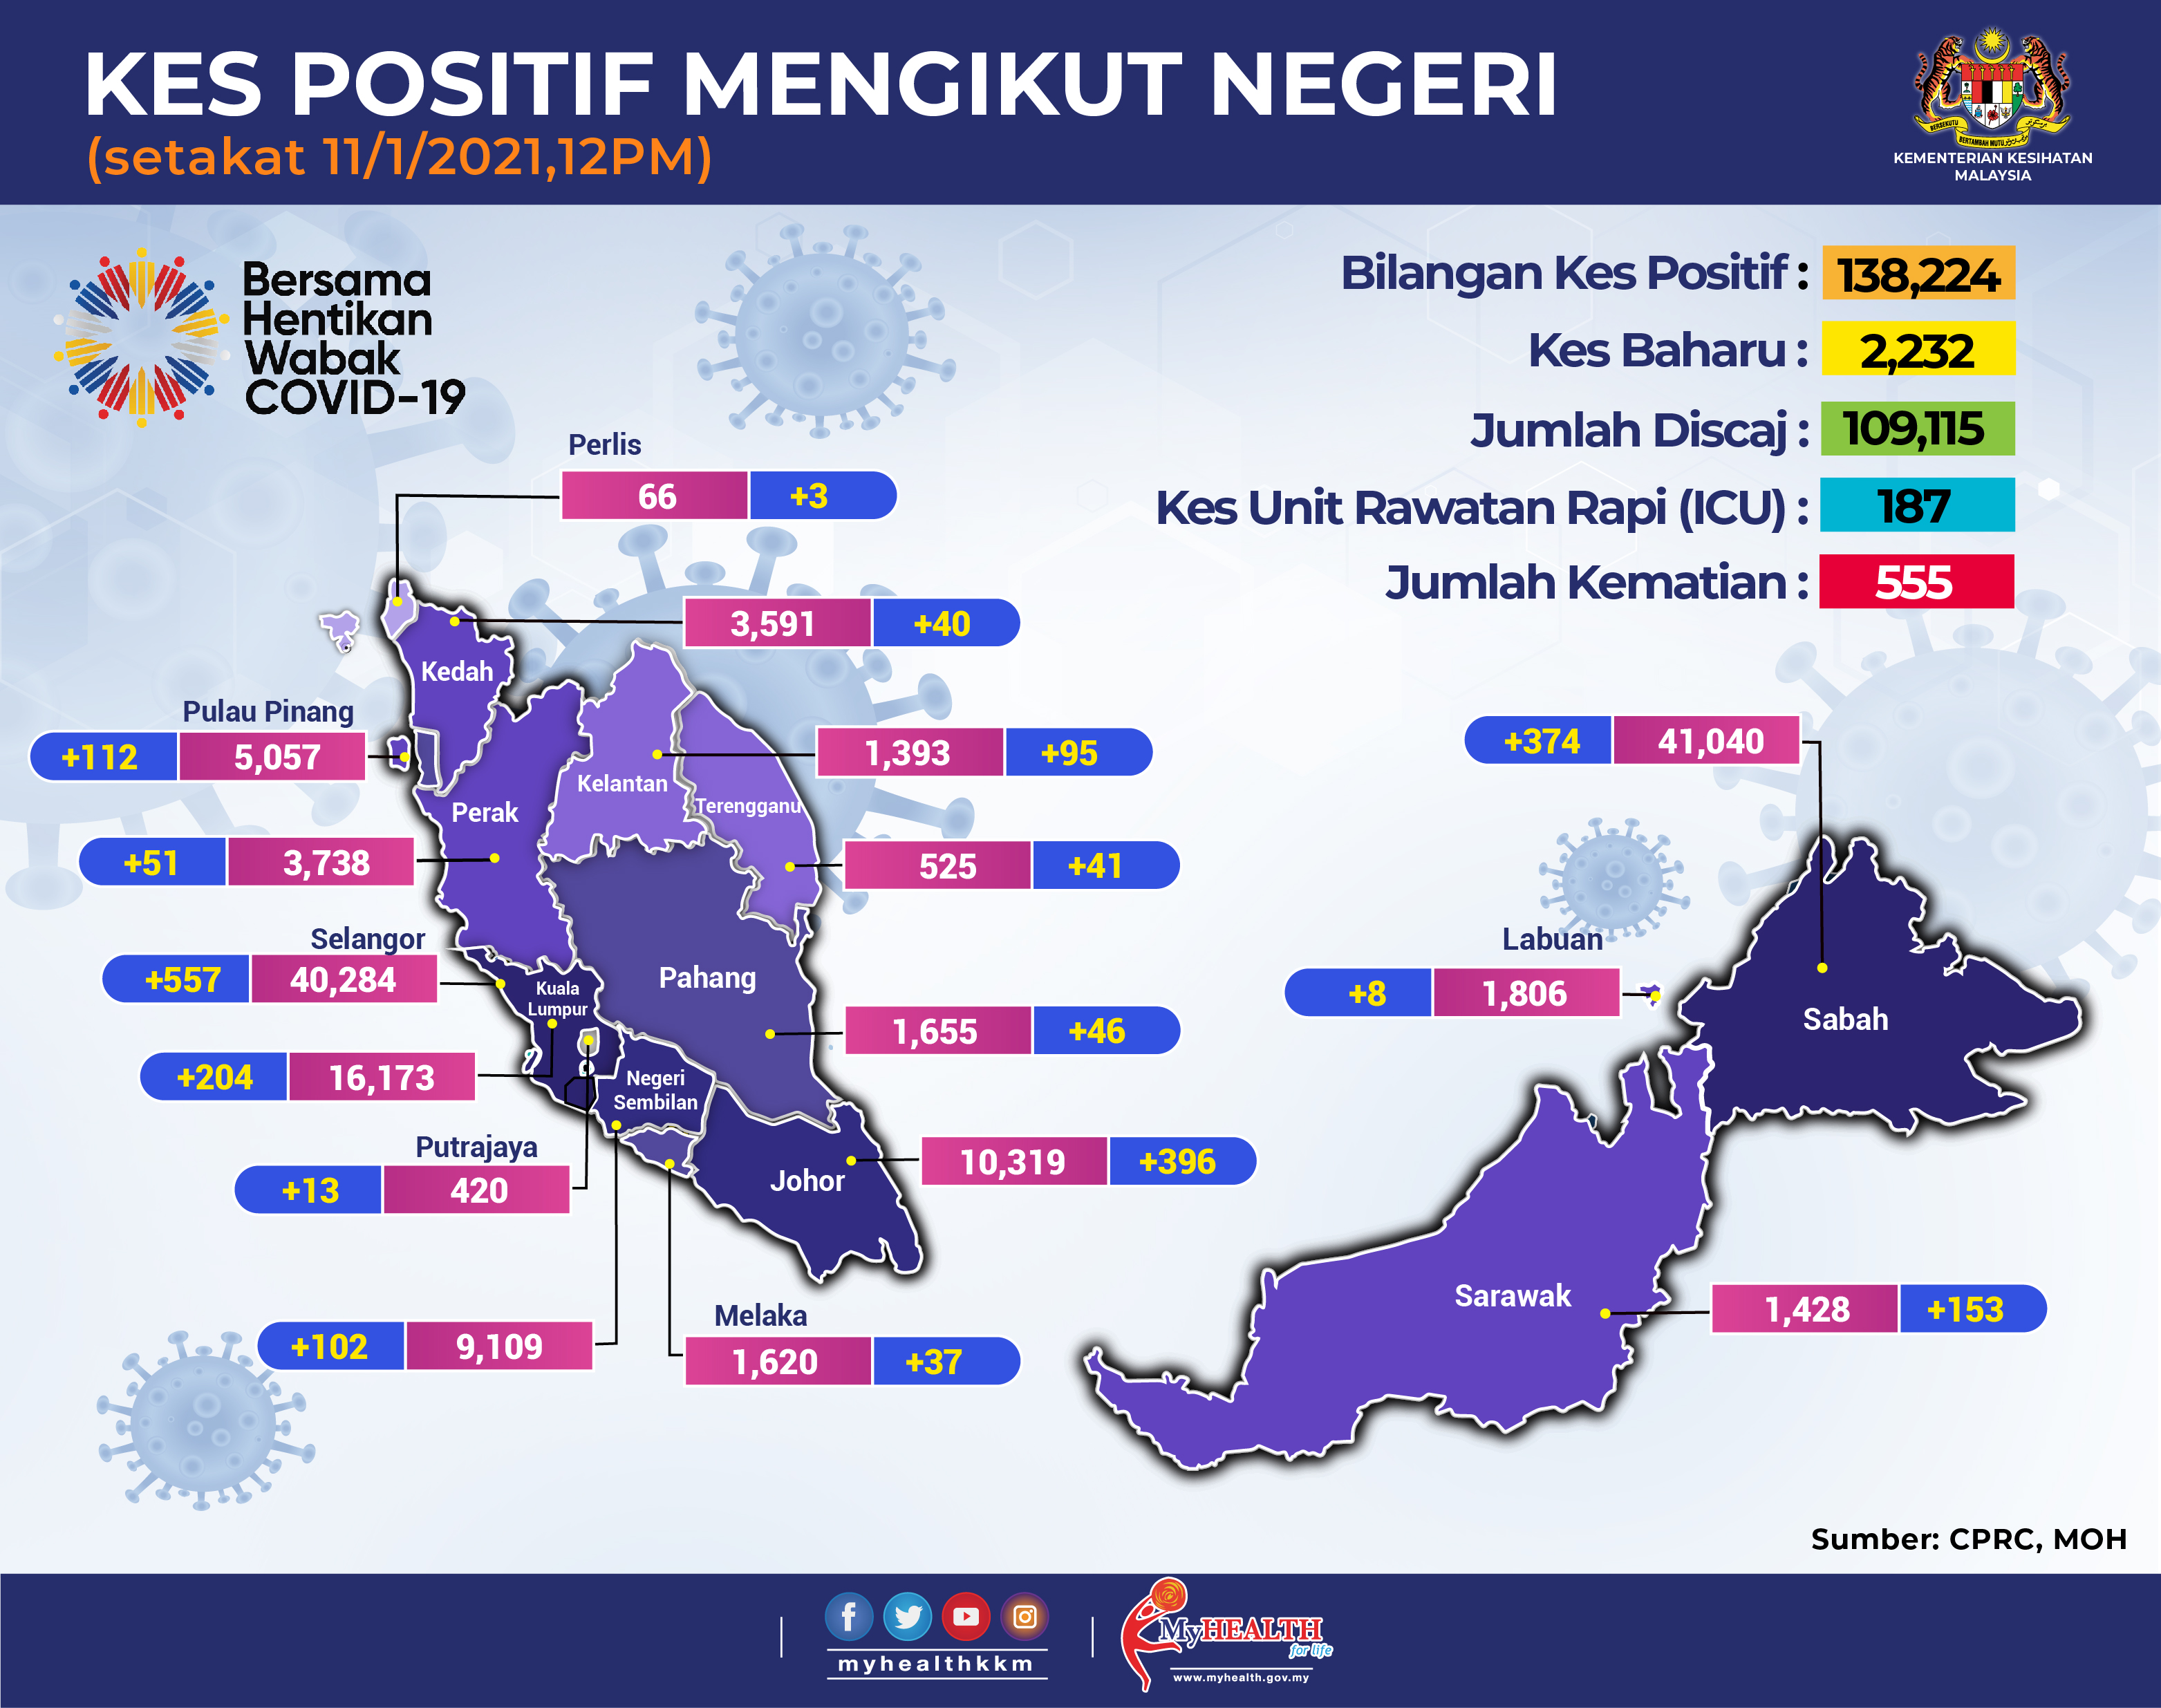 KES POSITIF MENGIKUT NEGERI
(setakat 11/1/2021,12PM)
BERSEKUTU
BERTAMBAH MUTU
KEMENTERIAN KESIHATAN
MALAYSIA
Bersama
Hentikan
Wabak
COVID-19
Bilangan Kes Positif : 138,224
Kes Baharu : 2,232
Jumlah Discaj : 109,115
Kes Unit Rawatan Rapi (ICU) : 187
Jumlah Kematian : 555
Perlis
66 +3
3,591 +40
Kedah
Pulau Pinang
+112 5,057
1,393 +95
Kelantan
Terengganu
Perak
+51 3,738
525 +41
Selangor
+557 40,284
Kuala
Lumpur
Pahang
1,655 +46
+204 16,173
Negeri
Sembilan
Putrajaya
+13 420
10,319 +396
Johor
+102 9,109
Melaka
1,620 +37
+374 41,040
Labuan
+8 1,806
Sabah
Sarawak
1,428 +153
Sumber: CPRC, MOH
myhealthkkm
MyHEALTH
for life
www.myhealth.gov.my